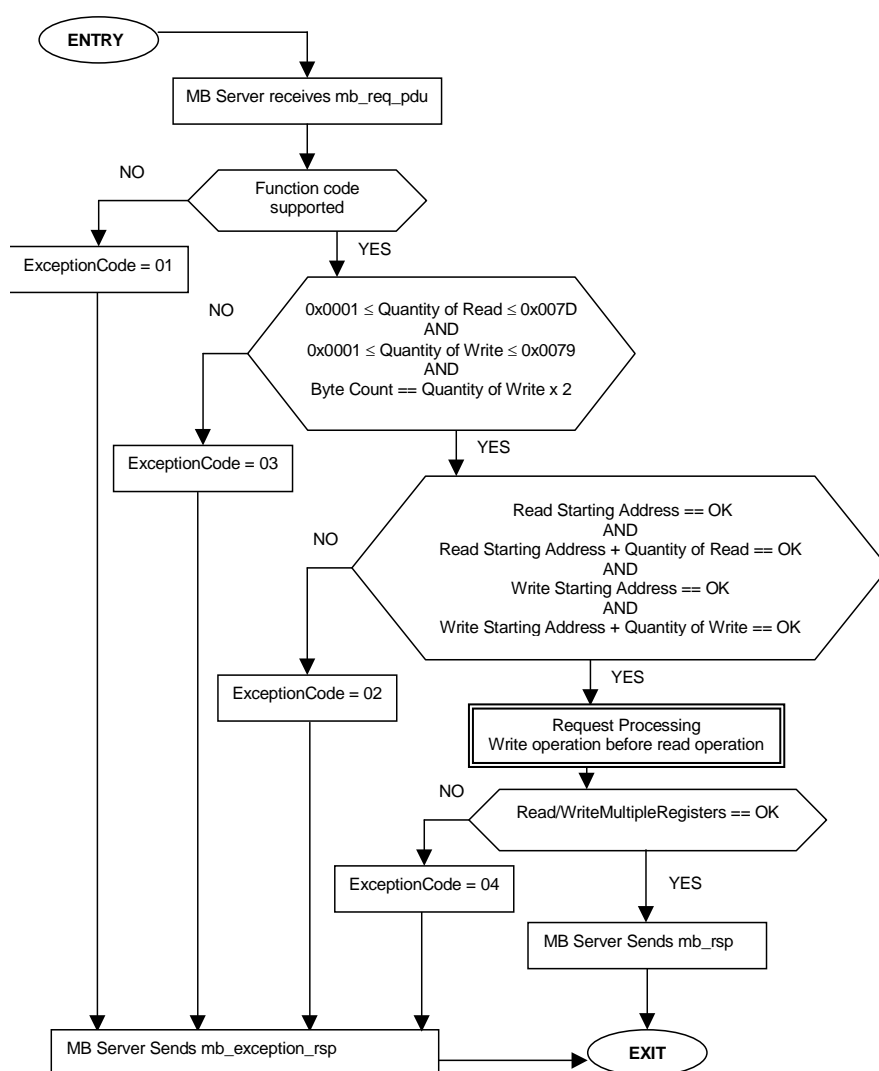 ENTRY
MB Server receives mb_req_pdu
NO
Function code
supported
YES
ExceptionCode = 01
NO
0x0001 ≤ Quantity of Read ≤ 0x007D
AND
0x0001 ≤ Quantity of Write ≤ 0x0079
AND
Byte Count == Quantity of Write x 2
YES
ExceptionCode = 03
NO
Read Starting Address == OK
AND
Read Starting Address + Quantity of Read == OK
AND
Write Starting Address == OK
AND
Write Starting Address + Quantity of Write == OK
YES
ExceptionCode = 02
Request Processing
Write operation before read operation
NO
Read/WriteMultipleRegisters == OK
ExceptionCode = 04
YES
MB Server Sends mb_rsp
MB Server Sends mb_exception_rsp
EXIT